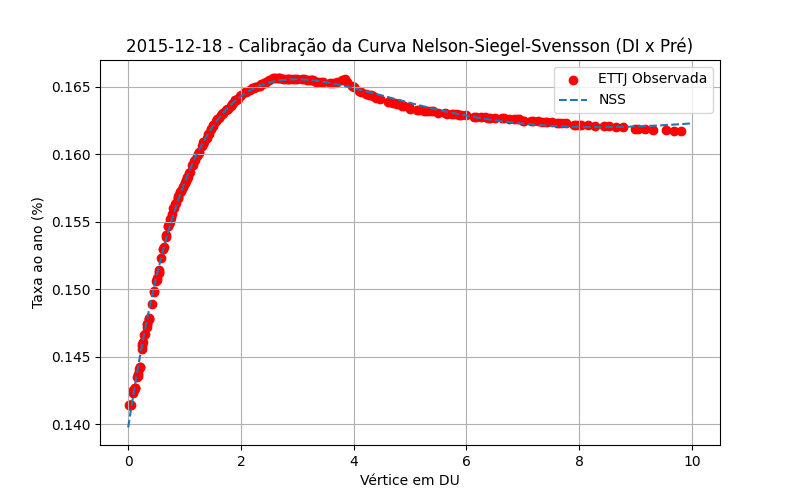 2015-12-18 - Calibração da Curva Nelson-Siegel-Svensson (DI x Pré)
ETTJ Observada
NSS
Taxa ao ano (%)
0.165
0.160
0.155
0.150
0.145
0.140
0 2 4 6 8 10
Vértice em DU